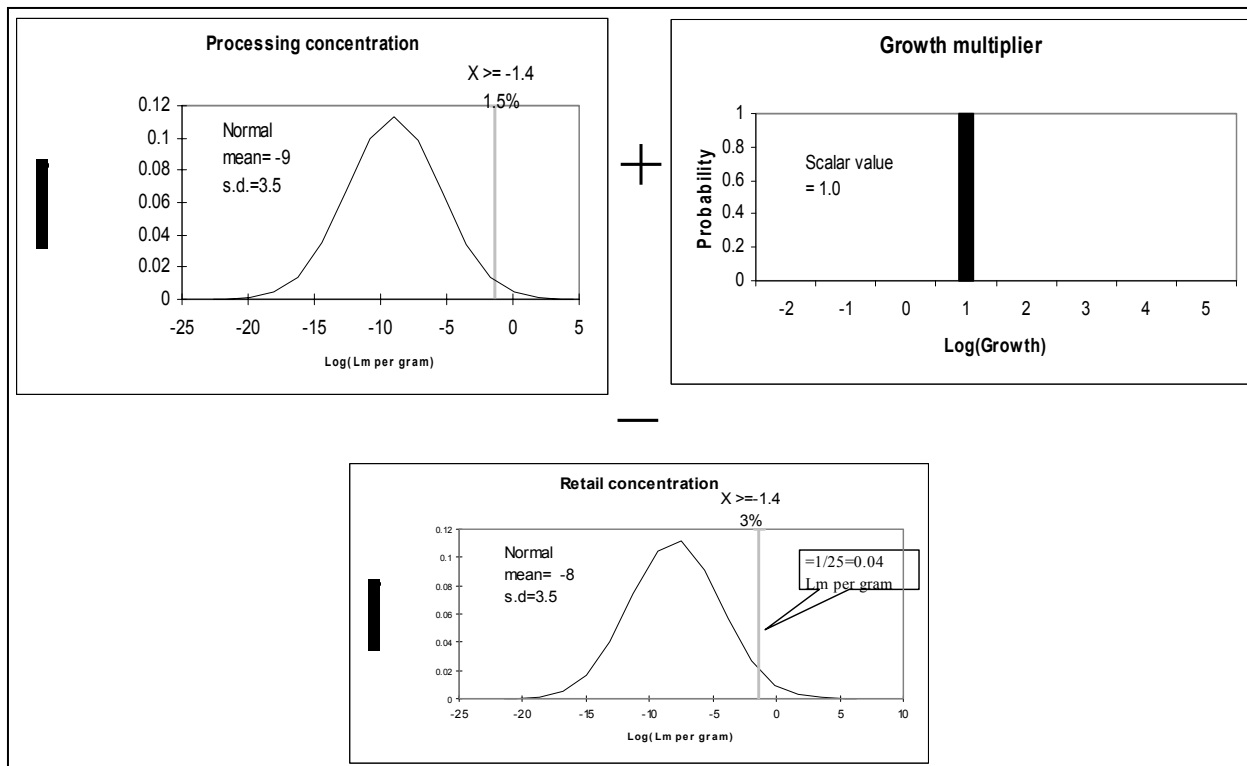 Processing concentration
X >= -1.4
1.5%
0.12
0.1
0.08
0.06
0.04
0.02
0
Normal
mean= -9
s.d.=3.5
-25 -20 -15 -10 -5 0 5
Log(Lm per gram)
+
Growth multiplier
Probability
1
0.8
0.6
0.4
0.2
0
Scalar value
= 1.0
-2 -1 0 1 2 3 4 5
Log(Growth)
Retail concentration
X >=-1.4
3%
0.12
0.1
0.08
0.06
0.04
0.02
0
Normal
mean= -8
s.d=3.5
=1/25=0.04
Lm per gram
-25 -20 -15 -10 -5 0 5 10
Log(Lm per gram)